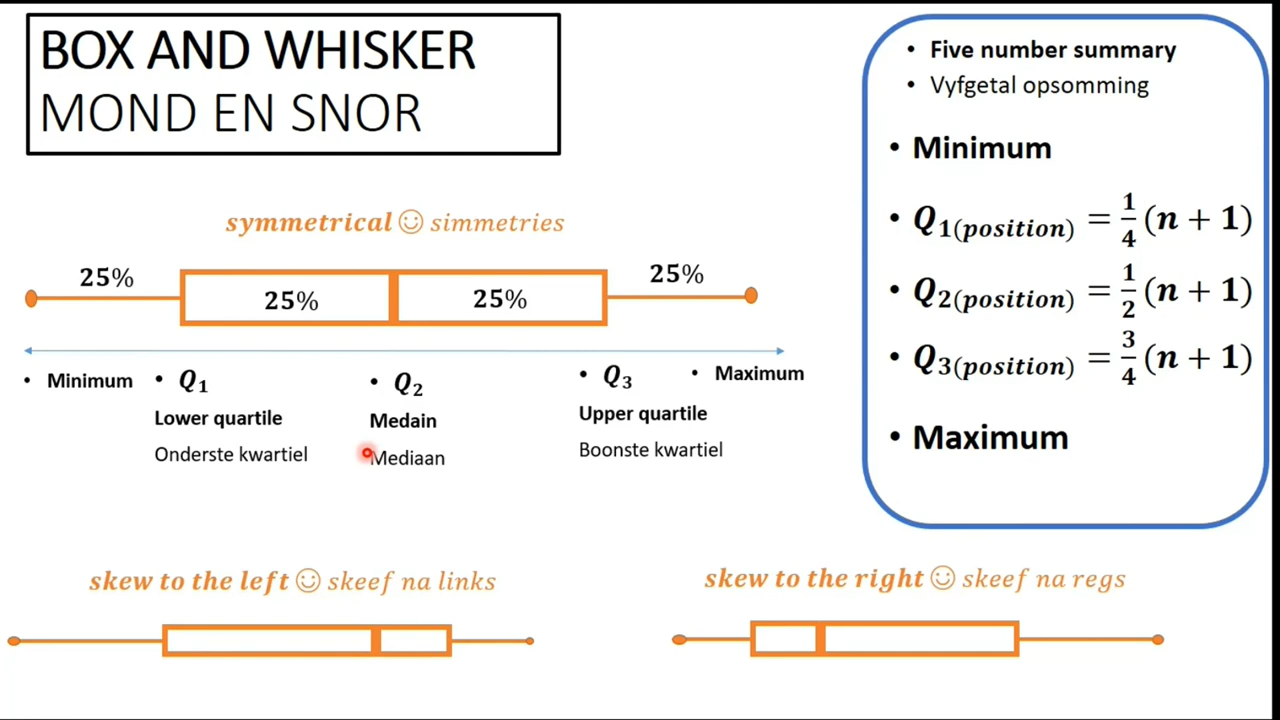 BOX AND WHISKER
MOND EN SNOR
• Five number summary
• Vyfgetal opsomming
• Minimum
• Q₁₍position₎ = 1/4 (n + 1)
• Q₂₍position₎ = 1/2 (n + 1)
• Q₃₍position₎ = 3/4 (n + 1)
• Maximum
symmetrical ☺ simmetries
25% 25% 25% 25%
• Minimum • Q₁ • Q₂ • Q₃ • Maximum
Lower quartile Medain Upper quartile
Onderste kwartiel Mediaan Boonste kwartiel
skew to the left ☺ skeef na links
skew to the right ☺ skeef na regs